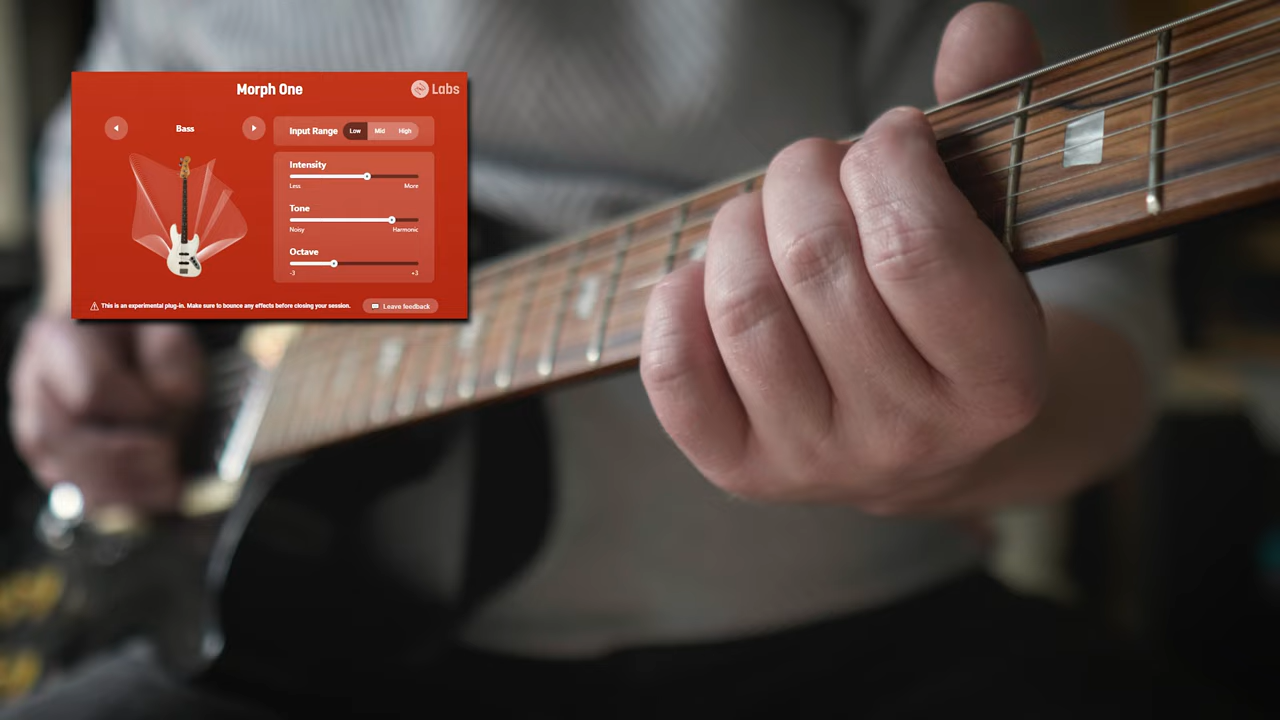 Morph One
Labs
Bass
Input Range Low Mid High
Intensity
Less More
Tone
Noisy Harmonic
Octave
-3 +3
This is an experimental plug-in. Make sure to bounce any effects before closing your session.
Leave feedback